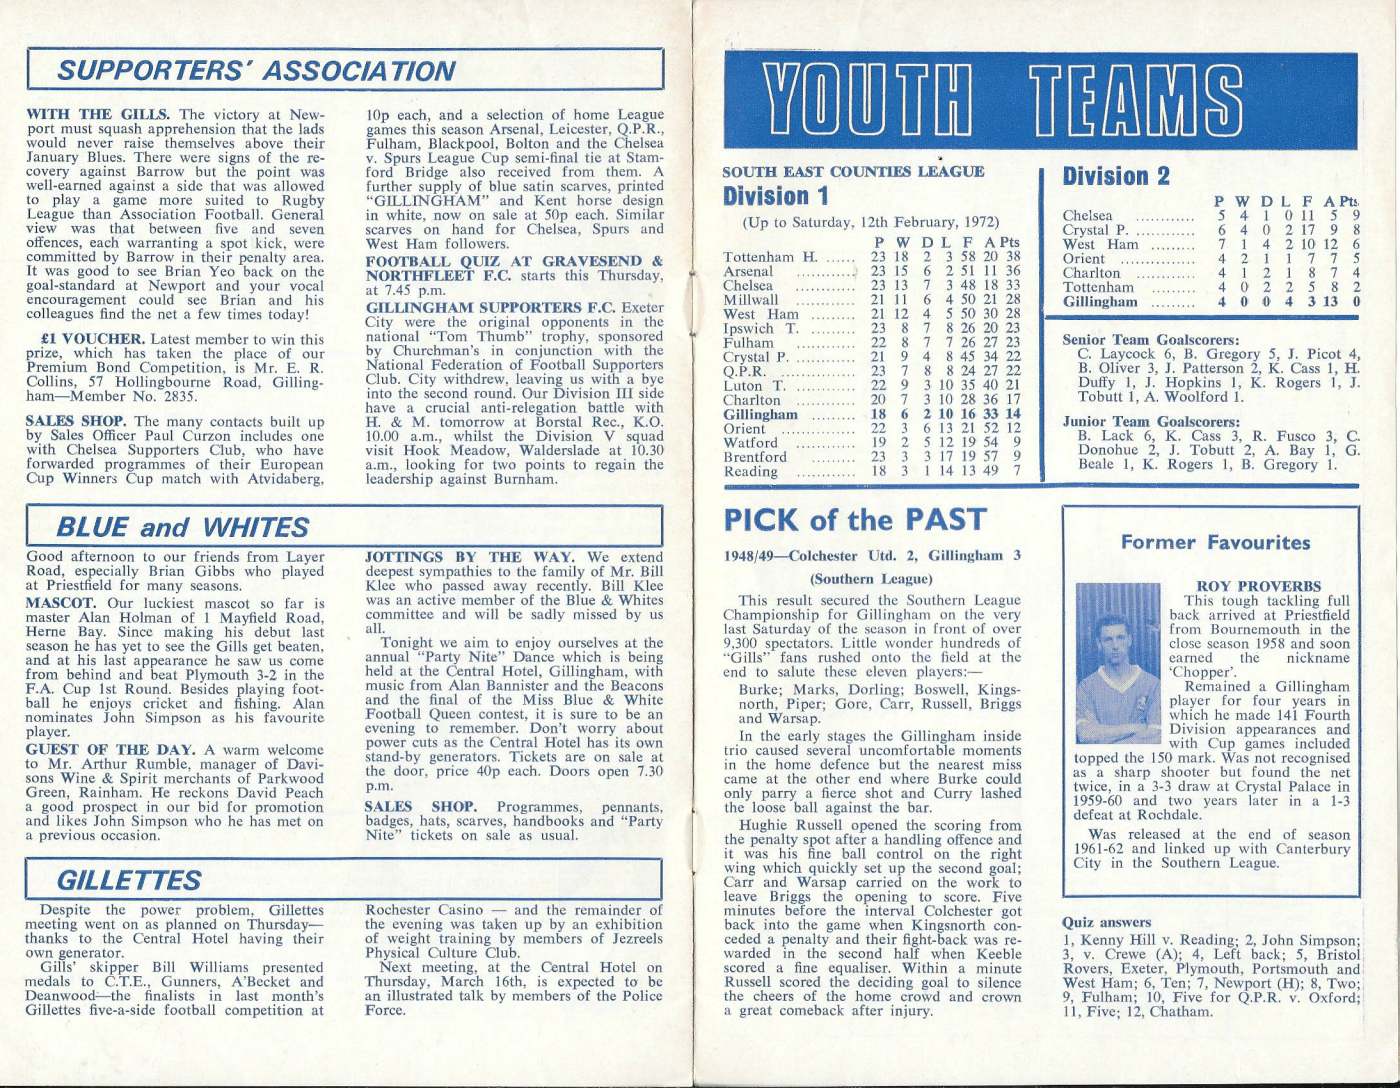 SUPPORTERS' ASSOCIATION
WITH THE GILLS. The victory at New-
port must squash apprehension that the lads
would never raise themselves above their
January Blues. There were signs of the re-
covery against Barrow but the point was
well-earned against a side that was allowed
to play a game more suited to Rugby
League than Association Football. General
view was that between five and seven
offences, each warranting a spot kick, were
committed by Barrow in their penalty area.
It was good to see Brian Yeo back on the
goal-standard at Newport and your vocal
encouragement could see Brian and his
colleagues find the net a few times today!
£1 VOUCHER. Latest member to win this
prize, which has taken the place of our
Premium Bond Competition, is Mr. E. R.
Collins, 57 Hollingbourne Road, Gilling-
ham—Member No. 2835.
SALES SHOP. The many contacts built up
by Sales Officer Paul Curzon includes one
with Chelsea Supporters Club, who have
forwarded programmes of their European
Cup Winners Cup match with Atvidaberg,
10p each, and a selection of home League
games this season Arsenal, Leicester, Q.P.R.,
Fulham, Blackpool, Bolton and the Chelsea
v. Spurs League Cup semi-final tie at Stam-
ford Bridge also received from them. A
further supply of blue satin scarves, printed
"GILLINGHAM" and Kent horse design
in white, now on sale at 50p each. Similar
scarves on hand for Chelsea, Spurs and
West Ham followers.
FOOTBALL QUIZ AT GRAVESEND &
NORTHFLEET F.C. starts this Thursday,
at 7.45 p.m.
GILLINGHAM SUPPORTERS F.C. Exeter
City were the original opponents in the
national "Tom Thumb" trophy, sponsored
by Churchman's in conjunction with the
National Federation of Football Supporters
Club. City withdrew, leaving us with a bye
into the second round. Our Division III side
have a crucial anti-relegation battle with
H. & M. tomorrow at Borstal Rec., K.O.
10.00 a.m., whilst the Division V squad
visit Hook Meadow, Walderslade at 10.30
a.m., looking for two points to regain the
leadership against Burnham.
BLUE and WHITES
Good afternoon to our friends from Layer
Road, especially Brian Gibbs who played
at Priestfield for many seasons.
MASCOT. Our luckiest mascot so far is
master Alan Holman of 1 Mayfield Road,
Herne Bay. Since making his debut last
season he has yet to see the Gills get beaten,
and at his last appearance he saw us come
from behind and beat Plymouth 3-2 in the
F.A. Cup 1st Round. Besides playing foot-
ball he enjoys cricket and fishing. Alan
nominates John Simpson as his favourite
player.
GUEST OF THE DAY. A warm welcome
to Mr. Arthur Rumble, manager of Davi-
sons Wine & Spirit merchants of Parkwood
Green, Rainham. He reckons David Peach
a good prospect in our bid for promotion
and likes John Simpson who he has met on
a previous occasion.
JOTTINGS BY THE WAY. We extend
deepest sympathies to the family of Mr. Bill
Klee who passed away recently. Bill Klee
was an active member of the Blue & Whites
committee and will be sadly missed by us
all.
Tonight we aim to enjoy ourselves at the
annual "Party Nite" Dance which is being
held at the Central Hotel, Gillingham, with
music from Alan Bannister and the Beacons
and the final of the Miss Blue & White
Football Queen contest, it is sure to be an
evening to remember. Don't worry about
power cuts as the Central Hotel has its own
stand-by generators. Tickets are on sale at
the door, price 40p each. Doors open 7.30
p.m.
SALES SHOP. Programmes, pennants,
badges, hats, scarves, handbooks and "Party
Nite" tickets on sale as usual.
GILLETTES
Despite the power problem, Gillettes
meeting went on as planned on Thursday—
thanks to the Central Hotel having their
own generator.
Gills' skipper Bill Williams presented
medals to C.T.E., Gunners, A'Becket and
Deanwood—the finalists in last month's
Gillettes five-a-side football competition at
Rochester Casino — and the remainder of
the evening was taken up by an exhibition
of weight training by members of Jezreels
Physical Culture Club.
Next meeting, at the Central Hotel on
Thursday, March 16th, is expected to be
an illustrated talk by members of the Police
Force.
YOUTH TEAMS
SOUTH EAST COUNTIES LEAGUE
Division 1
(Up to Saturday, 12th February, 1972)
P W D L F A Pts
Tottenham H. ...... 23 18 2 3 58 20 38
Arsenal ............ 23 15 6 2 51 11 36
Chelsea ............ 23 13 7 3 48 18 33
Millwall ......... 21 11 6 4 50 21 28
West Ham ......... 21 12 4 5 50 30 28
Ipswich T. ......... 23 8 7 8 26 20 23
Fulham ......... 22 8 7 7 26 27 23
Crystal P. ......... 21 9 4 8 45 34 22
Q.P.R. ............ 23 7 8 8 24 27 22
Luton T. ......... 22 9 3 10 35 40 21
Charlton ......... 20 7 3 10 28 36 17
Gillingham ...... 18 6 2 10 16 33 14
Orient ............ 22 3 6 13 21 52 12
Watford ......... 19 2 5 12 19 54 9
Brentford ......... 23 3 3 17 19 57 9
Reading ......... 18 3 1 14 13 49 7
Division 2
P W D L F A Pts.
Chelsea ............ 5 4 1 0 11 5 9
Crystal P. ......... 6 4 0 2 17 9 8
West Ham ......... 7 1 4 2 10 12 6
Orient ............ 4 2 1 1 7 7 5
Charlton ......... 4 1 2 1 8 7 4
Tottenham ......... 4 0 2 2 5 8 2
Gillingham ......... 4 0 0 4 3 13 0
Senior Team Goalscorers:
C. Laycock 6, B. Gregory 5, J. Picot 4,
B. Oliver 3, J. Patterson 2, K. Cass 1, H.
Duffy 1, J. Hopkins 1, K. Rogers 1, J.
Tobutt 1, A. Woolford 1.
Junior Team Goalscorers:
B. Lack 6, K. Cass 3, R. Fusco 3, C.
Donohue 2, J. Tobutt 2, A. Bay 1, G.
Beale 1, K. Rogers 1, B. Gregory 1.
PICK of the PAST
1948/49—Colchester Utd. 2, Gillingham 3
(Southern League)
This result secured the Southern League
Championship for Gillingham on the very
last Saturday of the season in front of over
9,300 spectators. Little wonder hundreds of
"Gills" fans rushed onto the field at the
end to salute these eleven players:—
Burke; Marks, Dorling; Boswell, Kings-
north, Piper; Gore, Carr, Russell, Briggs
and Warsap.
In the early stages the Gillingham inside
trio caused several uncomfortable moments
in the home defence but the nearest miss
came at the other end where Burke could
only parry a fierce shot and Curry lashed
the loose ball against the bar.
Hughie Russell opened the scoring from
the penalty spot after a handling offence and
it was his fine ball control on the right
wing which quickly set up the second goal;
Carr and Warsap carried on the work to
leave Briggs the opening to score. Five
minutes before the interval Colchester got
back into the game when Kingsnorth con-
ceded a penalty and their fight-back was re-
warded in the second half when Keeble
scored a fine equaliser. Within a minute
Russell scored the deciding goal to silence
the cheers of the home crowd and crown
a great comeback after injury.
Former Favourites
ROY PROVERBS
This tough tackling full
back arrived at Priestfield
from Bournemouth in the
close season 1958 and soon
earned the nickname
'Chopper'.
Remained a Gillingham
player for four years in
which he made 141 Fourth
Division appearances and
with Cup games included
topped the 150 mark. Was not recognised
as a sharp shooter but found the net
twice, in a 3-3 draw at Crystal Palace in
1959-60 and two years later in a 1-3
defeat at Rochdale.
Was released at the end of season
1961-62 and linked up with Canterbury
City in the Southern League.
Quiz answers
1, Kenny Hill v. Reading; 2, John Simpson;
3, v. Crewe (A); 4, Left back; 5, Bristol
Rovers, Exeter, Plymouth, Portsmouth and
West Ham; 6, Ten; 7, Newport (H); 8, Two;
9, Fulham; 10, Five for Q.P.R. v. Oxford;
11, Five; 12, Chatham.